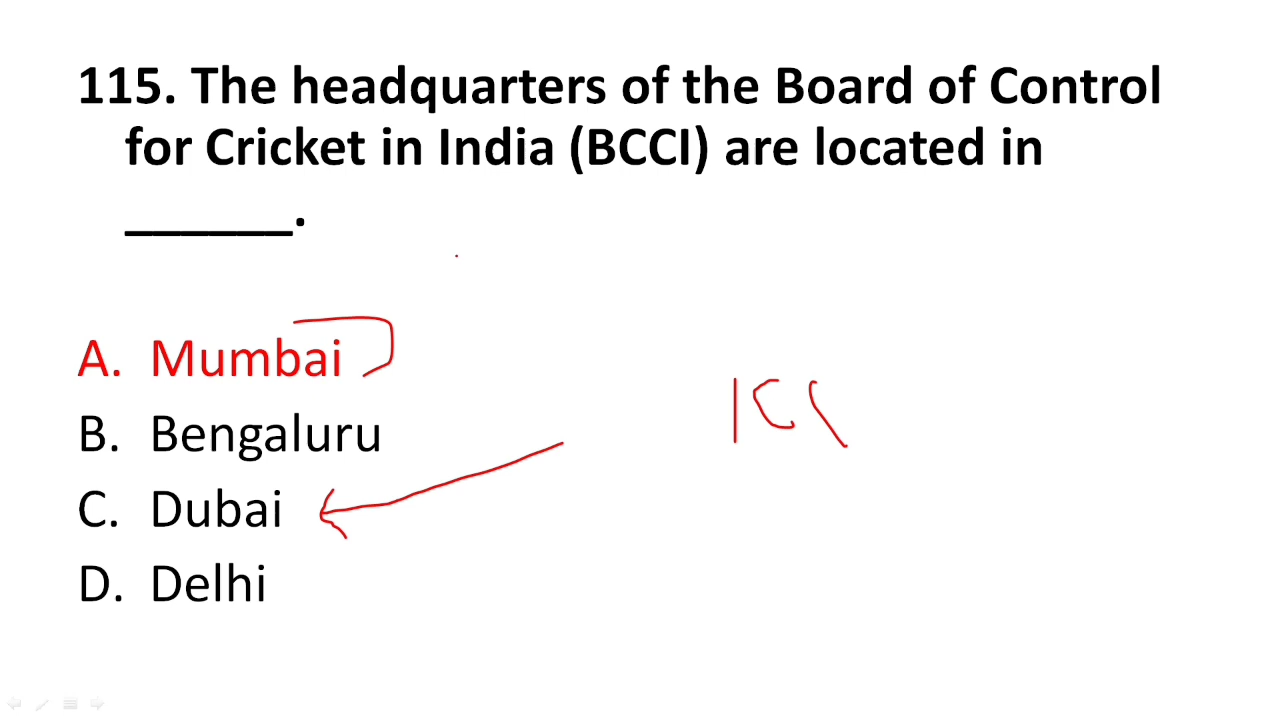 115. The headquarters of the Board of Control
for Cricket in India (BCCI) are located in
______.
A. Mumbai
B. Bengaluru
ICC
C. Dubai
D. Delhi